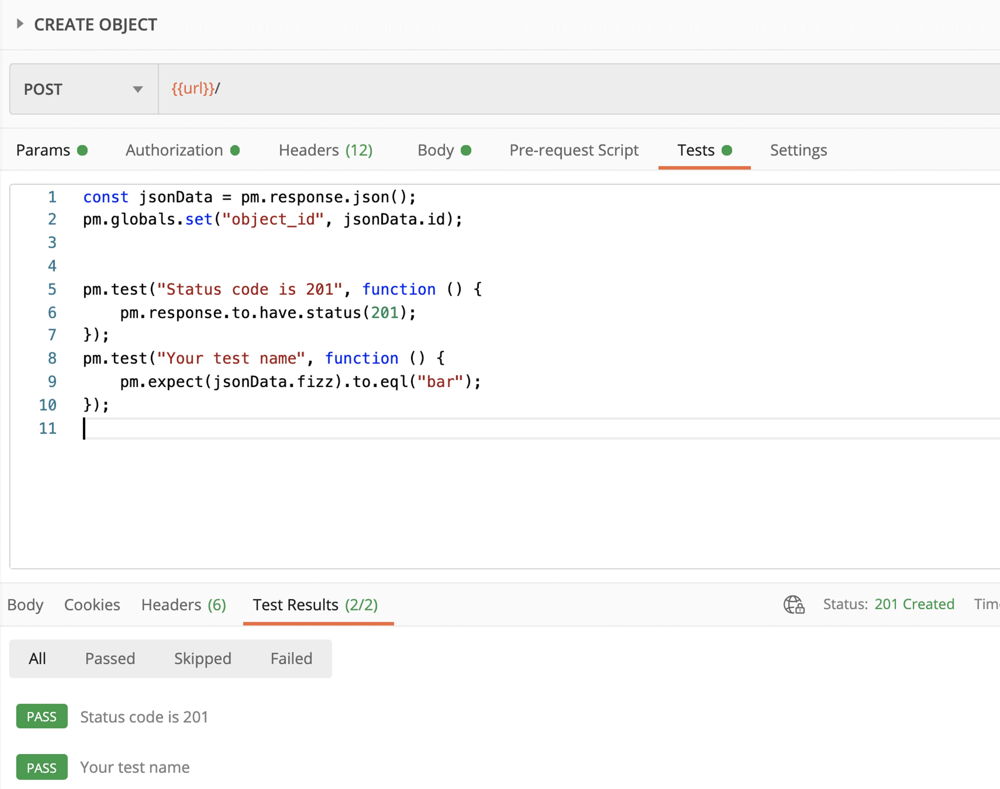 CREATE OBJECT
POST {{url}}/
Params Authorization Headers (12) Body Pre-request Script Tests Settings
1 const jsonData = pm.response.json();
2 pm.globals.set("object_id", jsonData.id);
3
4
5 pm.test("Status code is 201", function () {
6     pm.response.to.have.status(201);
7 });
8 pm.test("Your test name", function () {
9     pm.expect(jsonData.fizz).to.eql("bar");
10 });
11
Body Cookies Headers (6) Test Results (2/2) Status: 201 Created
All Passed Skipped Failed
PASS Status code is 201
PASS Your test name